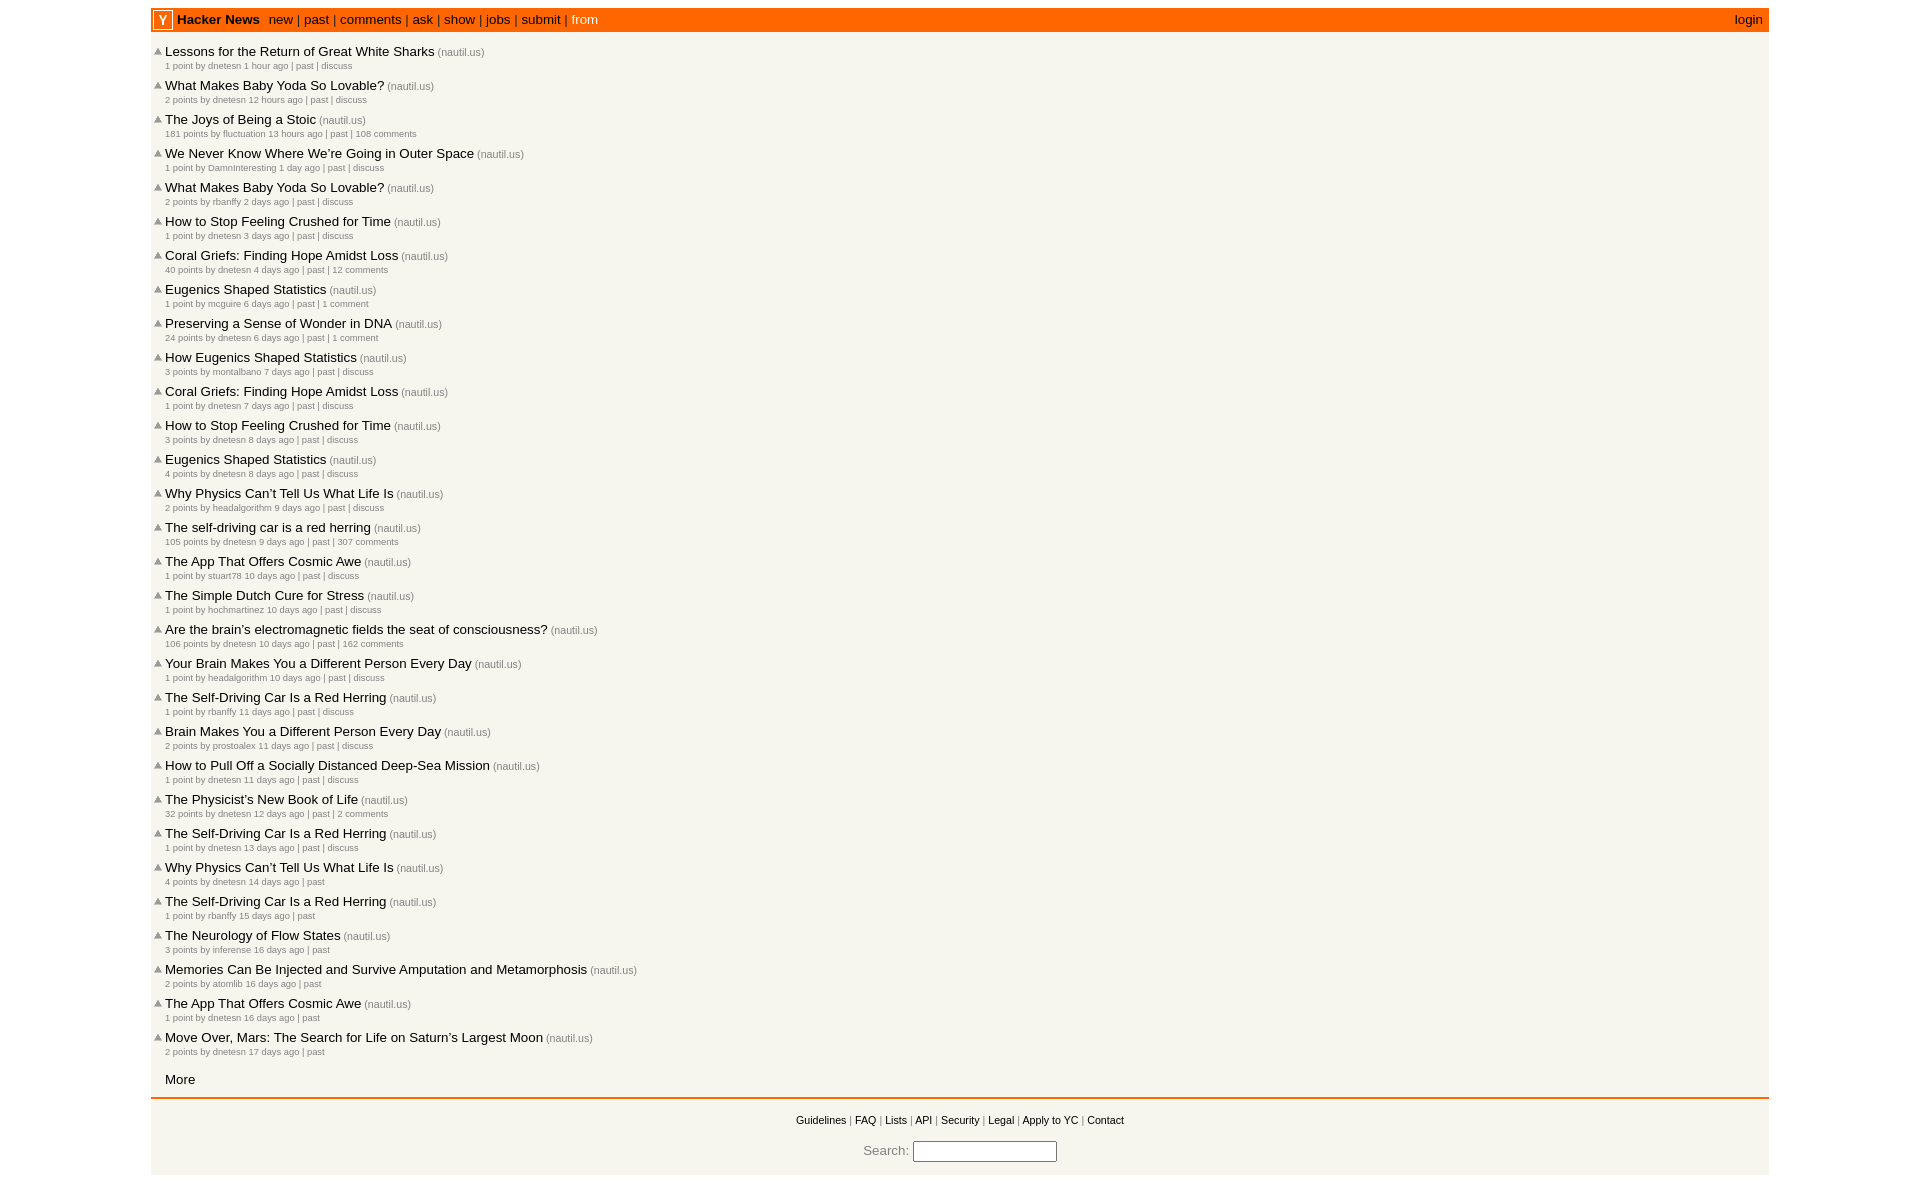 Y Hacker News new | past | comments | ask | show | jobs | submit | from login
Lessons for the Return of Great White Sharks (nautil.us)
1 point by dnetesn 1 hour ago | past | discuss
What Makes Baby Yoda So Lovable? (nautil.us)
2 points by dnetesn 12 hours ago | past | discuss
The Joys of Being a Stoic (nautil.us)
181 points by fluctuation 13 hours ago | past | 108 comments
We Never Know Where We’re Going in Outer Space (nautil.us)
1 point by DamnInteresting 1 day ago | past | discuss
What Makes Baby Yoda So Lovable? (nautil.us)
2 points by rbanffy 2 days ago | past | discuss
How to Stop Feeling Crushed for Time (nautil.us)
1 point by dnetesn 3 days ago | past | discuss
Coral Griefs: Finding Hope Amidst Loss (nautil.us)
40 points by dnetesn 4 days ago | past | 12 comments
Eugenics Shaped Statistics (nautil.us)
1 point by mcguire 6 days ago | past | 1 comment
Preserving a Sense of Wonder in DNA (nautil.us)
24 points by dnetesn 6 days ago | past | 1 comment
How Eugenics Shaped Statistics (nautil.us)
3 points by montalbano 7 days ago | past | discuss
Coral Griefs: Finding Hope Amidst Loss (nautil.us)
1 point by dnetesn 7 days ago | past | discuss
How to Stop Feeling Crushed for Time (nautil.us)
3 points by dnetesn 8 days ago | past | discuss
Eugenics Shaped Statistics (nautil.us)
4 points by dnetesn 8 days ago | past | discuss
Why Physics Can’t Tell Us What Life Is (nautil.us)
2 points by headalgorithm 9 days ago | past | discuss
The self-driving car is a red herring (nautil.us)
105 points by dnetesn 9 days ago | past | 307 comments
The App That Offers Cosmic Awe (nautil.us)
1 point by stuart78 10 days ago | past | discuss
The Simple Dutch Cure for Stress (nautil.us)
1 point by hochmartinez 10 days ago | past | discuss
Are the brain’s electromagnetic fields the seat of consciousness? (nautil.us)
106 points by dnetesn 10 days ago | past | 162 comments
Your Brain Makes You a Different Person Every Day (nautil.us)
1 point by headalgorithm 10 days ago | past | discuss
The Self-Driving Car Is a Red Herring (nautil.us)
1 point by rbanffy 11 days ago | past | discuss
Brain Makes You a Different Person Every Day (nautil.us)
2 points by prostoalex 11 days ago | past | discuss
How to Pull Off a Socially Distanced Deep-Sea Mission (nautil.us)
1 point by dnetesn 11 days ago | past | discuss
The Physicist’s New Book of Life (nautil.us)
32 points by dnetesn 12 days ago | past | 2 comments
The Self-Driving Car Is a Red Herring (nautil.us)
1 point by dnetesn 13 days ago | past | discuss
Why Physics Can’t Tell Us What Life Is (nautil.us)
4 points by dnetesn 14 days ago | past
The Self-Driving Car Is a Red Herring (nautil.us)
1 point by rbanffy 15 days ago | past
The Neurology of Flow States (nautil.us)
3 points by inferense 16 days ago | past
Memories Can Be Injected and Survive Amputation and Metamorphosis (nautil.us)
2 points by atomlib 16 days ago | past
The App That Offers Cosmic Awe (nautil.us)
1 point by dnetesn 16 days ago | past
Move Over, Mars: The Search for Life on Saturn’s Largest Moon (nautil.us)
2 points by dnetesn 17 days ago | past
More
Guidelines | FAQ | Lists | API | Security | Legal | Apply to YC | Contact
Search: